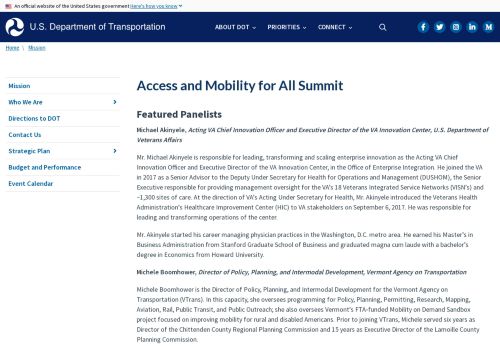 An official website of the United States government Here's how you know
U.S. Department of Transportation
ABOUT DOT
PRIORITIES
CONNECT
Home \ Mission
Mission
Who We Are
Directions to DOT
Contact Us
Strategic Plan
Budget and Performance
Event Calendar
Access and Mobility for All Summit
Featured Panelists
Michael Akinyele, Acting VA Chief Innovation Officer and Executive Director of the VA Innovation Center, U.S. Department of
Veterans Affairs
Mr. Michael Akinyele is responsible for leading, transforming and scaling enterprise innovation as the Acting VA Chief
Innovation Officer and Executive Director of the VA Innovation Center, in the Office of Enterprise Integration. He joined the VA
in 2017 as a Senior Advisor to the Deputy Under Secretary for Health for Operations and Management (DUSHOM), the Senior
Executive responsible for providing management oversight for the VA's 18 Veterans Integrated Service Networks (VISN's) and
~1,300 sites of care. At the direction of VA's Acting Under Secretary for Health, Mr. Akinyele introduced the Veterans Health
Administration's Healthcare Improvement Center (HIC) to VA stakeholders on September 6, 2017. He was responsible for
leading and transforming operations of the center.
Mr. Akinyele started his career managing physician practices in the Washington, D.C. metro area. He earned his Master's in
Business Administration from Stanford Graduate School of Business and graduated magna cum laude with a bachelor's
degree in Economics from Howard University.
Michele Boomhower, Director of Policy, Planning, and Intermodal Development, Vermont Agency on Transportation
Michele Boomhower is the Director of Policy, Planning, and Intermodal Development for the Vermont Agency on
Transportation (VTrans). In this capacity, she oversees programming for Policy, Planning, Permitting, Research, Mapping,
Aviation, Rail, Public Transit, and Public Outreach; she also oversees Vermont's FTA-funded Mobility on Demand Sandbox
project focused on improving mobility for rural and disabled Americans. Prior to joining VTrans, Michele served six years as
Director of the Chittenden County Regional Planning Commission and 15 years as Executive Director of the Lamoille County
Planning Commission.